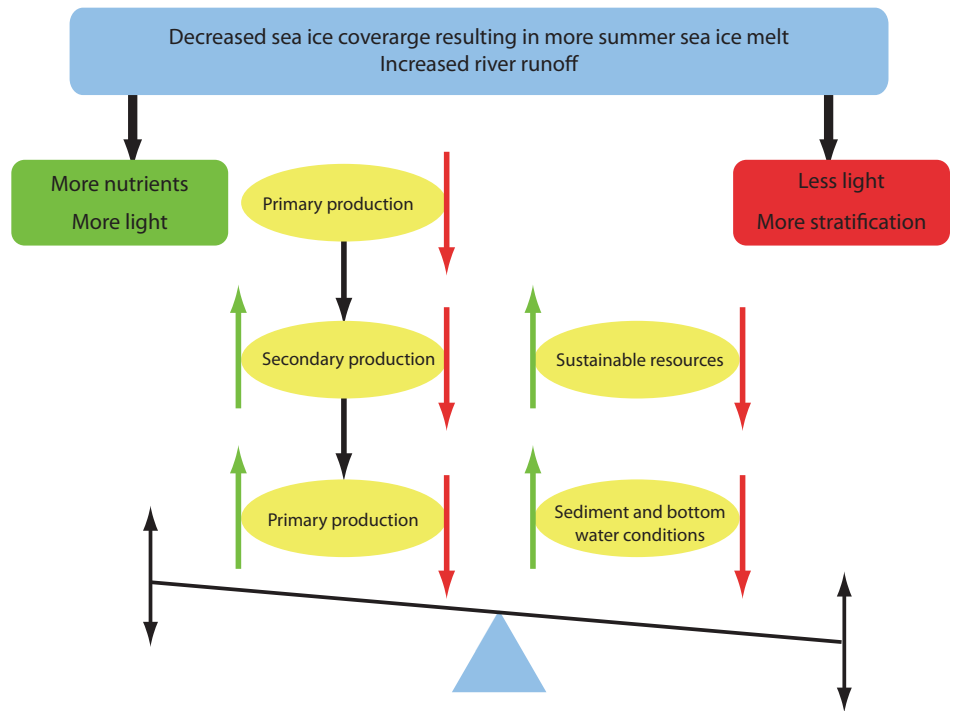 Decreased sea ice coverarge resulting in more summer sea ice melt
Increased river runoff
More nutrients
More light
Primary production
Less light
More stratification
Secondary production
Sustainable resources
Primary production
Sediment and bottom
water conditions